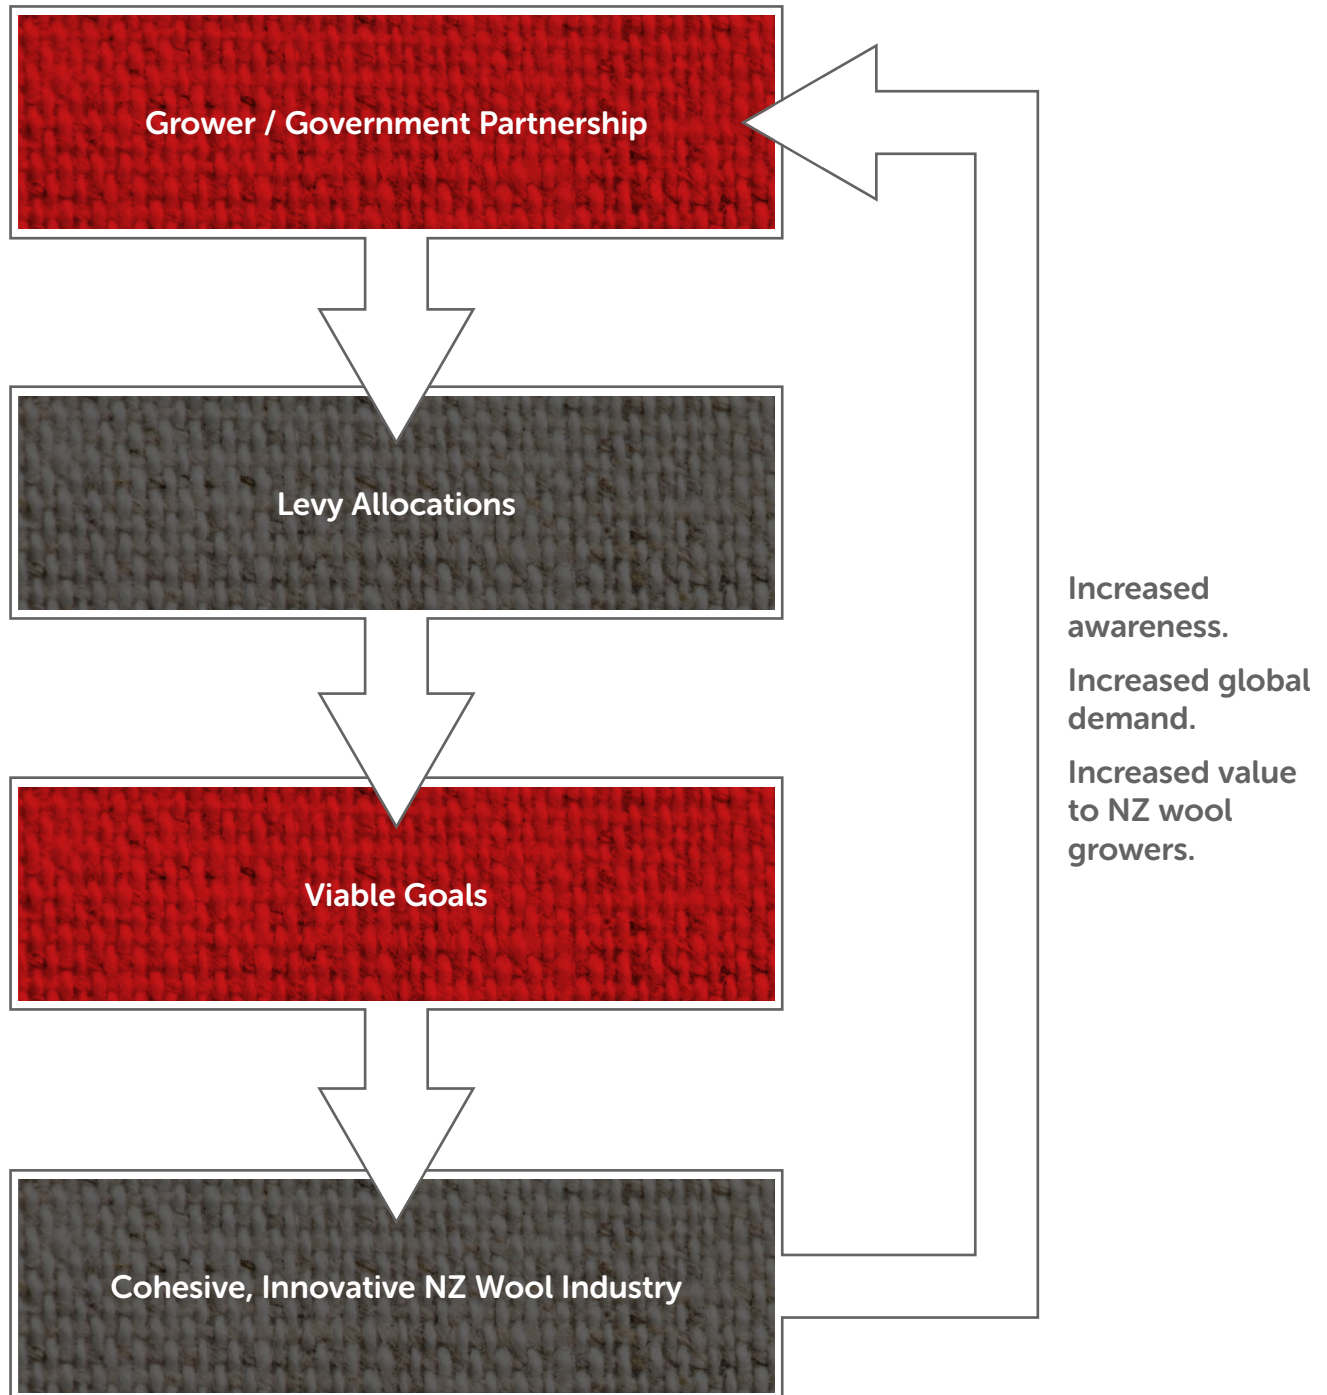 Grower / Government Partnership
Levy Allocations
Viable Goals
Cohesive, Innovative NZ Wool Industry
Increased
awareness.
Increased global
demand.
Increased value
to NZ wool
growers.